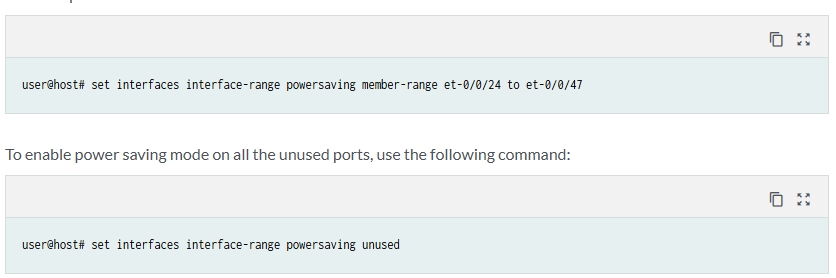 user@host# set interfaces interface-range powersaving member-range et-0/0/24 to et-0/0/47
To enable power saving mode on all the unused ports, use the following command:
user@host# set interfaces interface-range powersaving unused